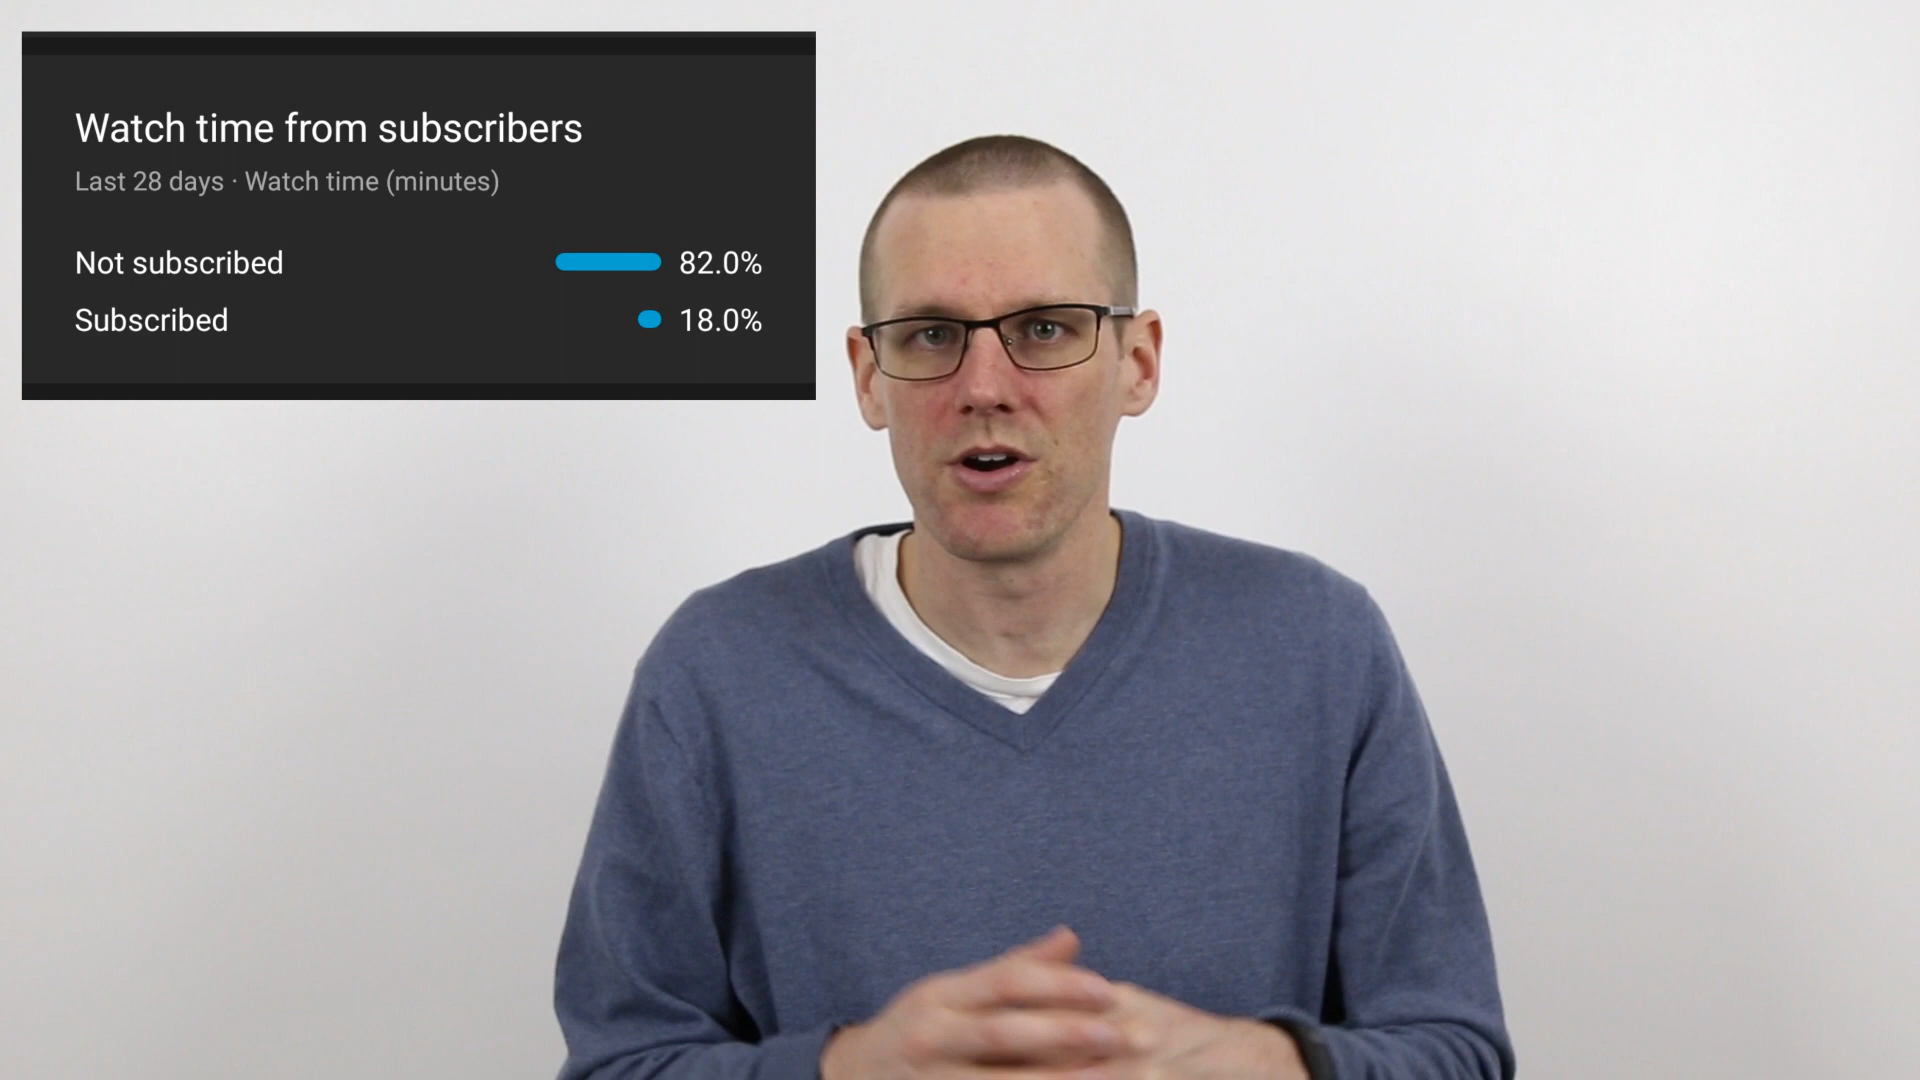 Watch time from subscribers
Last 28 days · Watch time (minutes)
Not subscribed 82.0%
Subscribed 18.0%